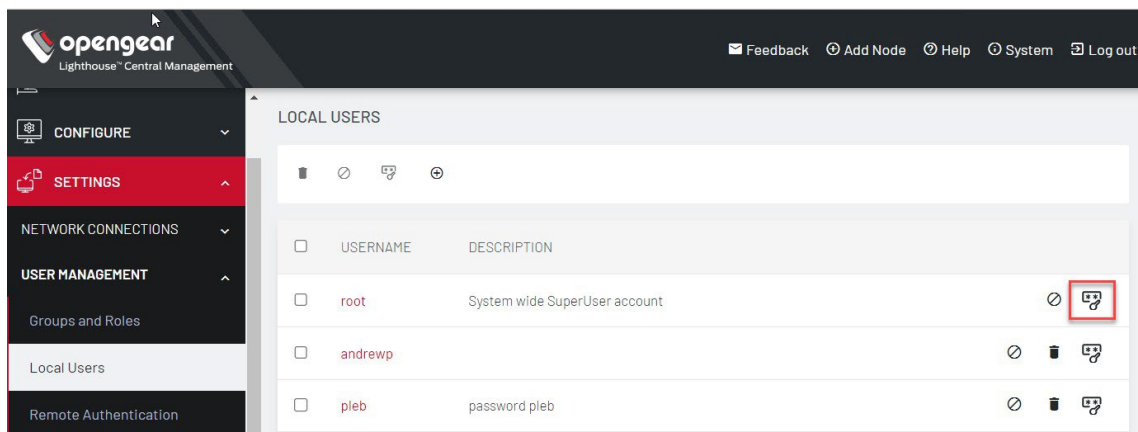 opengear
Lighthouse™ Central Management
Feedback Add Node Help System Log out
CONFIGURE
SETTINGS
NETWORK CONNECTIONS
USER MANAGEMENT
Groups and Roles
Local Users
Remote Authentication
LOCAL USERS
USERNAME DESCRIPTION
root System wide SuperUser account
andrewp
pleb password pleb